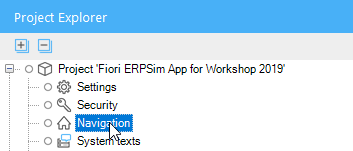 Project Explorer
Project 'Fiori ERPSim App for Workshop 2019'
Settings
Security
Navigation
System texts